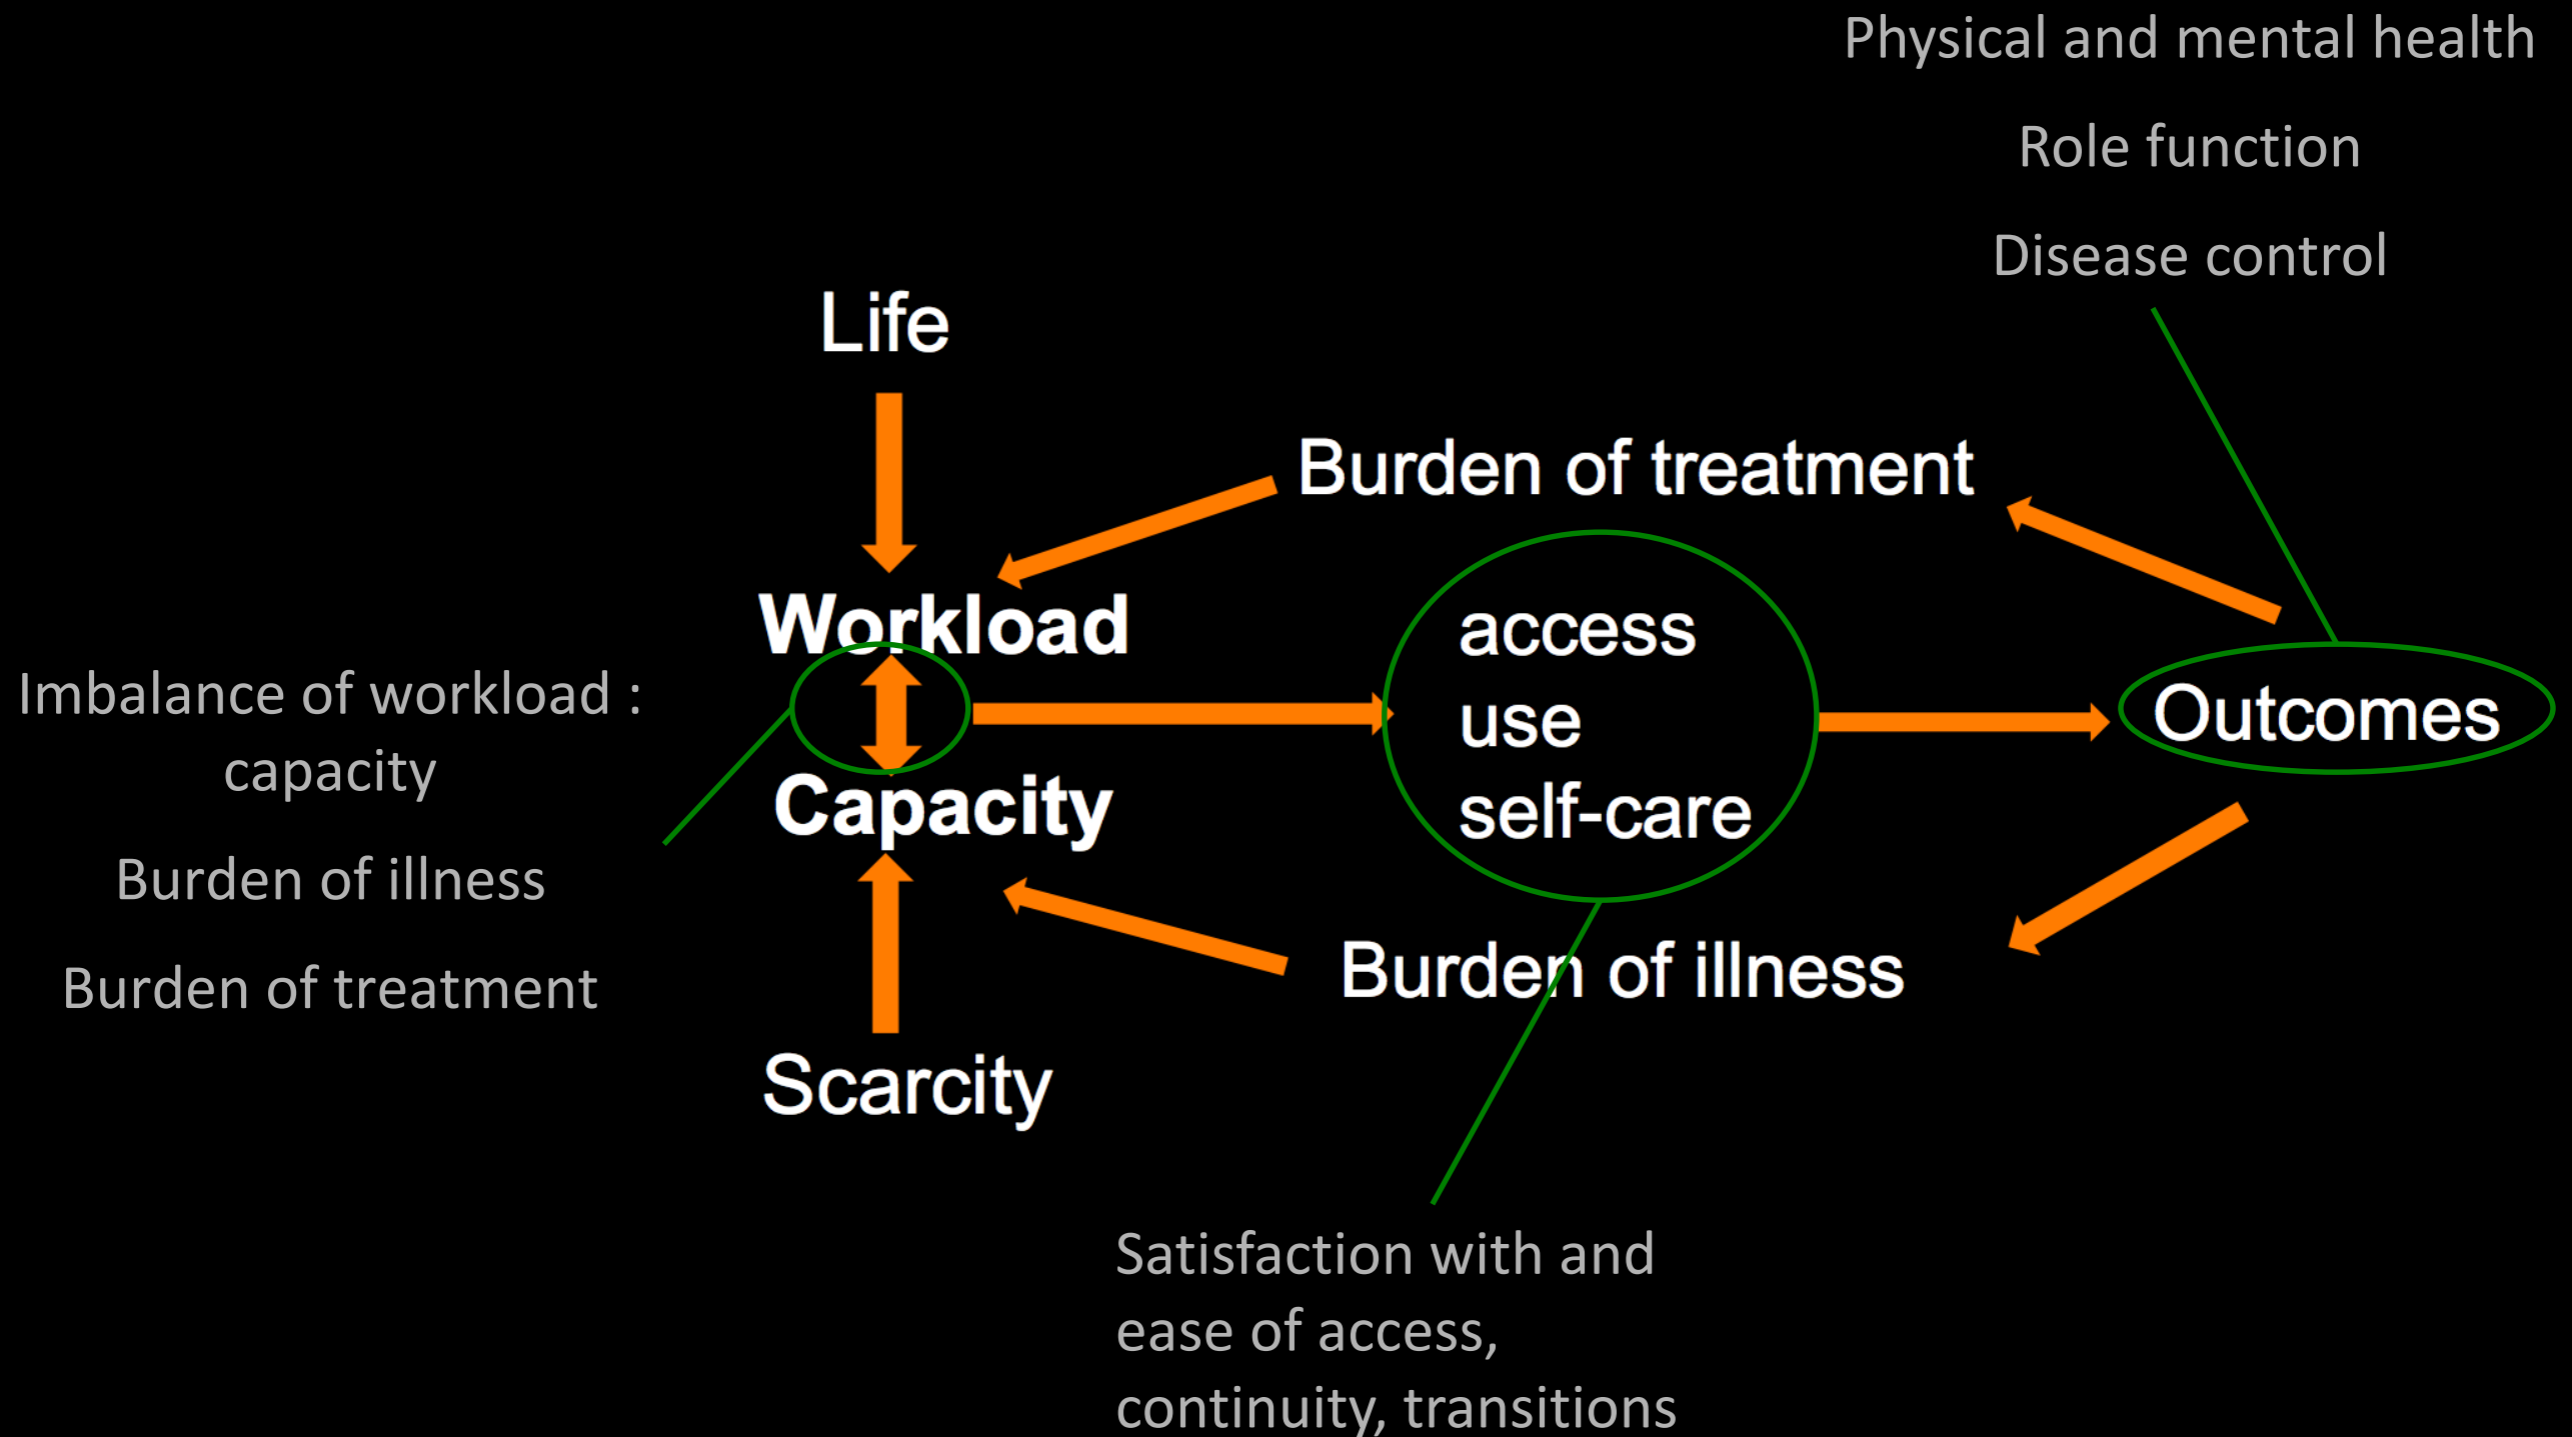 Physical and mental health
Role function
Disease control
Life
Burden of treatment
Workload
access
use
self-care
Outcomes
Imbalance of workload :
capacity
Burden of illness
Burden of treatment
Capacity
Burden of illness
Scarcity
Satisfaction with and
ease of access,
continuity, transitions